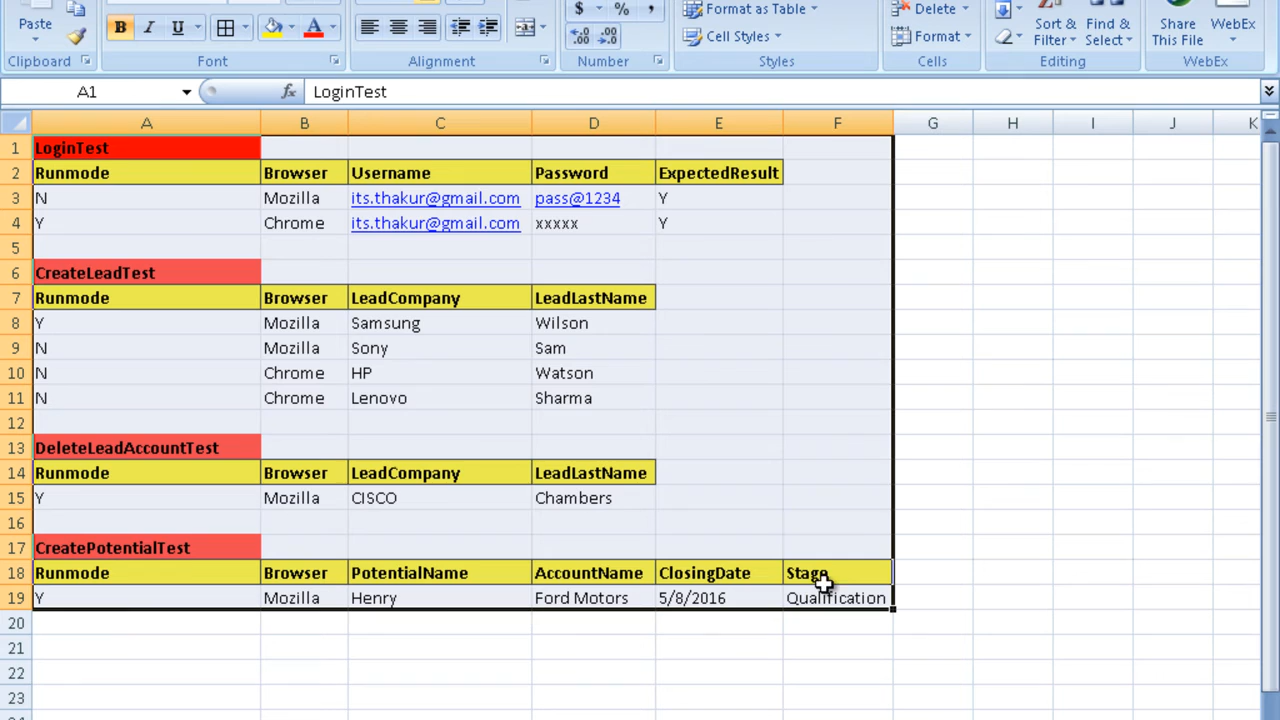 Paste
B I U A
$ % ,
Format as Table
Cell Styles
Delete
Format
Sort & Filter
Find & Select
Share This File
WebEx
Clipboard Font Alignment Number Styles Cells Editing WebEx
A1 fx LoginTest
A B C D E F G H I J K
1 LoginTest
2 Runmode Browser Username Password ExpectedResult
3 N Mozilla its.thakur@gmail.com pass@1234 Y
4 Y Chrome its.thakur@gmail.com xxxxx Y
5
6 CreateLeadTest
7 Runmode Browser LeadCompany LeadLastName
8 Y Mozilla Samsung Wilson
9 N Mozilla Sony Sam
10 N Chrome HP Watson
11 N Chrome Lenovo Sharma
12
13 DeleteLeadAccountTest
14 Runmode Browser LeadCompany LeadLastName
15 Y Mozilla CISCO Chambers
16
17 CreatePotentialTest
18 Runmode Browser PotentialName AccountName ClosingDate Stage
19 Y Mozilla Henry Ford Motors 5/8/2016 Qualification
20
21
22
23